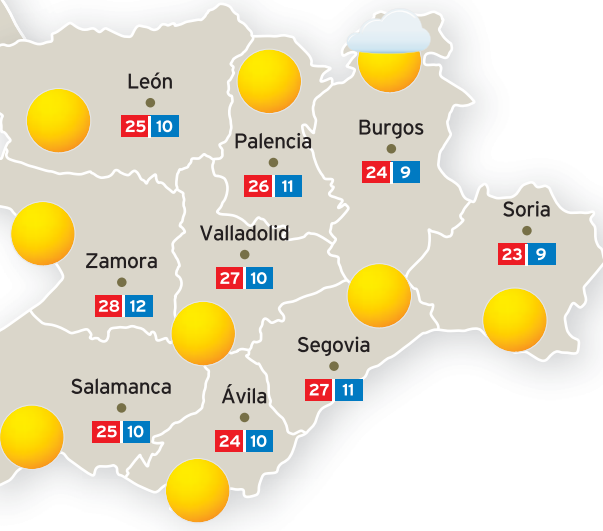 León
25 10
Palencia
26 11
Burgos
24 9
Soria
23 9
Valladolid
27 10
Zamora
28 12
Segovia
27 11
Salamanca
25 10
Ávila
24 10